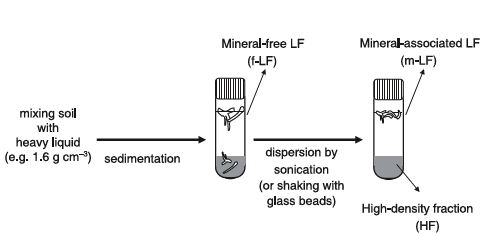 Mineral-free LF
(f-LF)
Mineral-associated LF
(m-LF)
mixing soil
with
heavy liquid
(e.g. 1.6 g cm⁻³)
sedimentation
dispersion by
sonication
(or shaking with
glass beads)
High-density fraction
(HF)